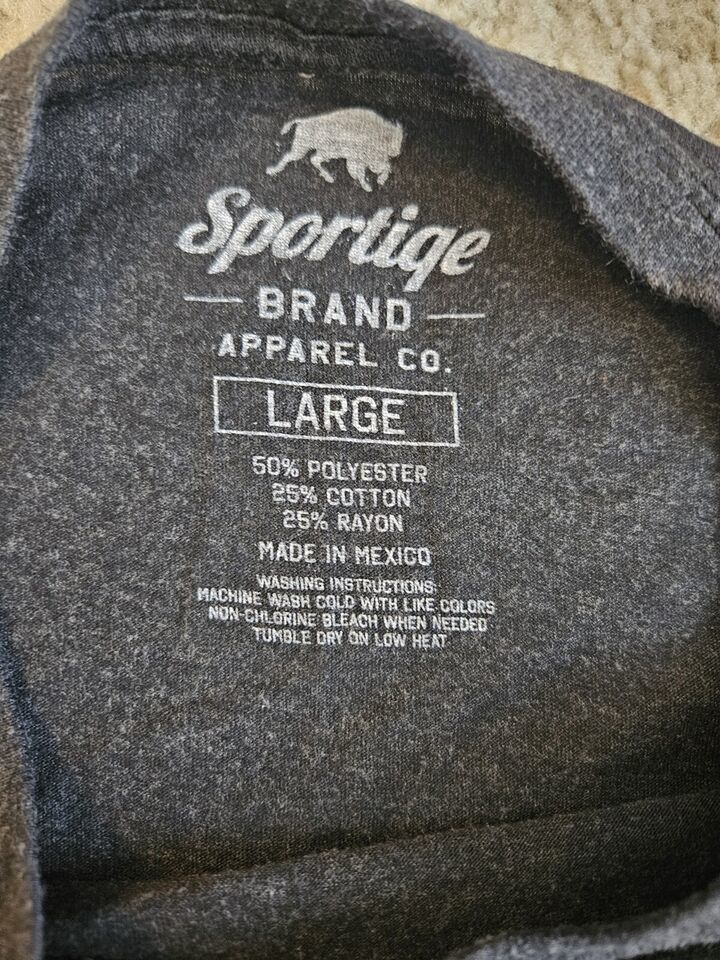 Sportiqe
BRAND
APPAREL CO.
LARGE
50% POLYESTER
25% COTTON
25% RAYON
MADE IN MEXICO
WASHING INSTRUCTIONS:
MACHINE WASH COLD WITH LIKE COLORS
NON-CHLORINE BLEACH WHEN NEEDED
TUMBLE DRY ON LOW HEAT